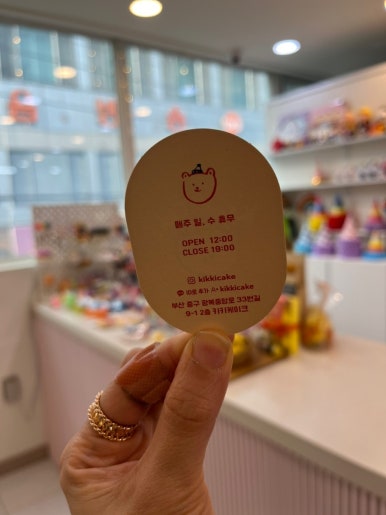 매주 일, 수 휴무
OPEN 12:00
CLOSE 19:00
kikkicake
kikkicake
부산 중구 광복중앙로 33번길
9-1 2층 키키케이크